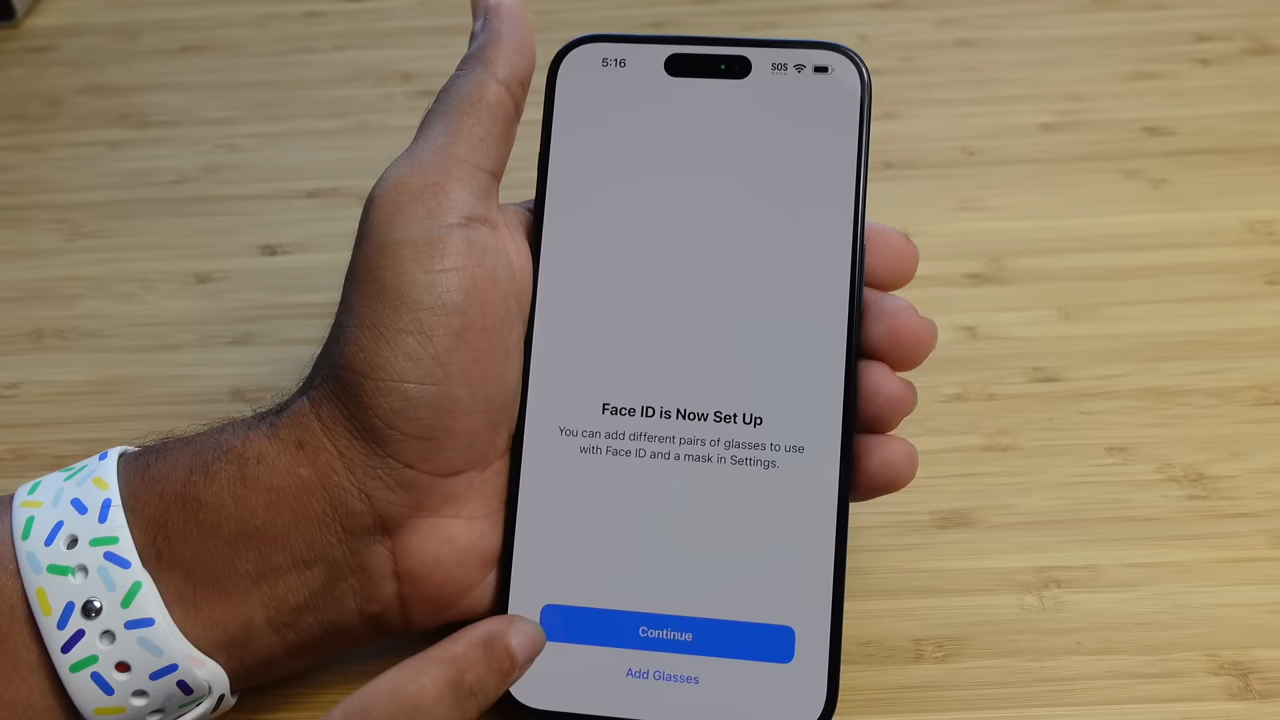 5:16
SOS
Face ID is Now Set Up
You can add different pairs of glasses to use
with Face ID and a mask in Settings.
Continue
Add Glasses